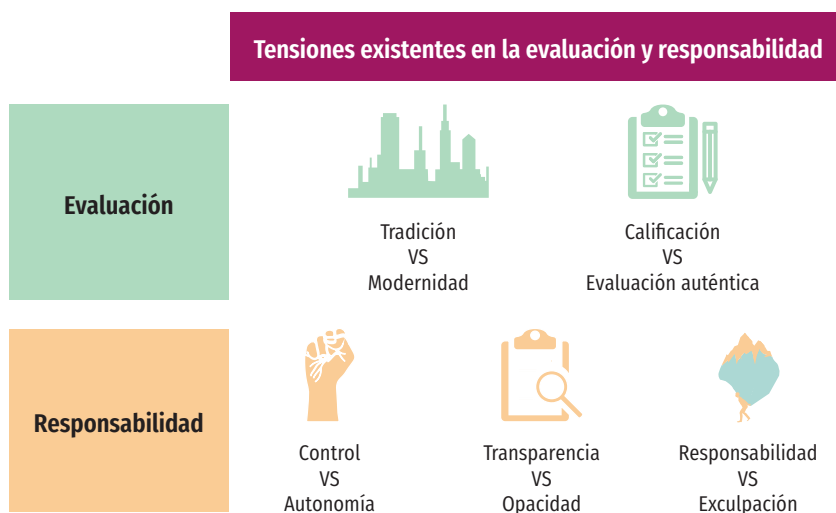 Tensiones existentes en la evaluación y responsabilidad
Evaluación
Tradición
VS
Modernidad
Calificación
VS
Evaluación auténtica
Responsabilidad
Control
VS
Autonomía
Transparencia
VS
Opacidad
Responsabilidad
VS
Exculpación